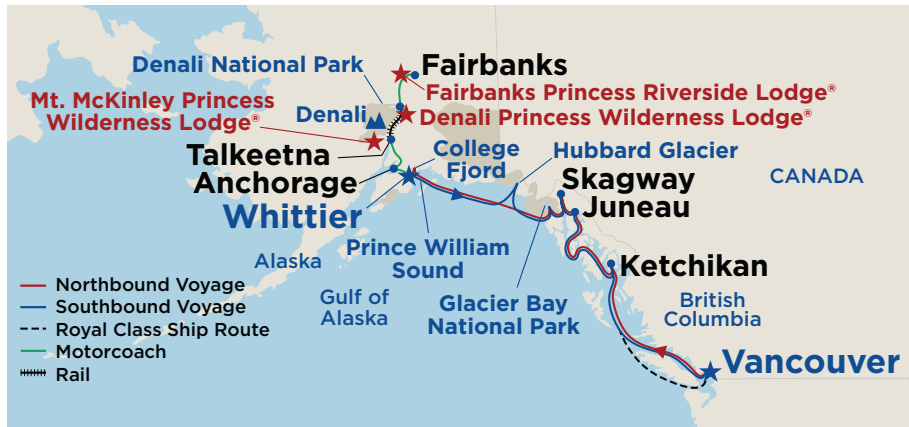 Fairbanks
Denali National Park
Fairbanks Princess Riverside Lodge®
Mt. McKinley Princess
Wilderness Lodge®
Denali
Denali Princess Wilderness Lodge®
Talkeetna
College
Fjord
Hubbard Glacier
Anchorage
Skagway
CANADA
Whittier
Juneau
Prince William
Sound
Alaska
Ketchikan
Gulf of
Alaska
Glacier Bay
National Park
British
Columbia
Northbound Voyage
Southbound Voyage
Royal Class Ship Route
Motorcoach
Rail
Vancouver